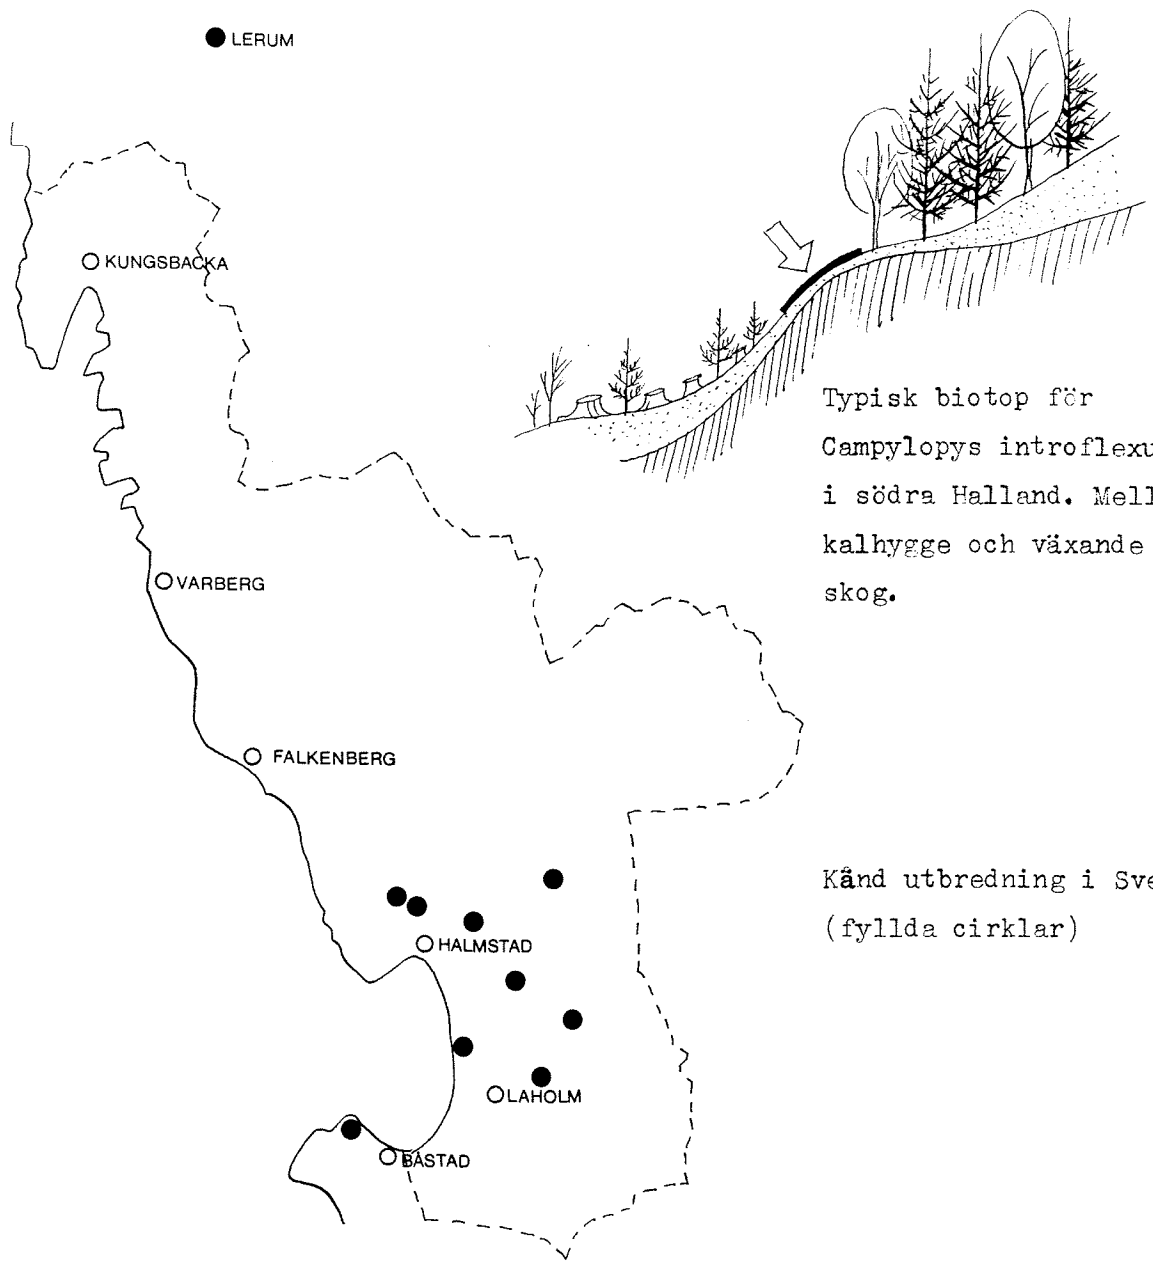 LERUM
KUNGSBACKA
Typisk biotop för
Campylopys introflexu
i södra Halland. Mell
kalhygge och växande
skog.
VARBERG
FALKENBERG
Känd utbredning i Sve
(fyllda cirklar)
HALMSTAD
LAHOLM
BÅSTAD